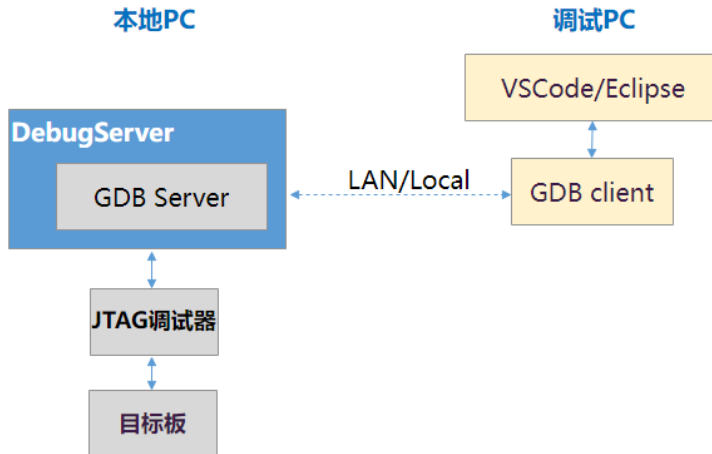 本地PC
调试PC
VSCode/Eclipse
DebugServer
GDB Server
LAN/Local
GDB client
JTAG调试器
目标板